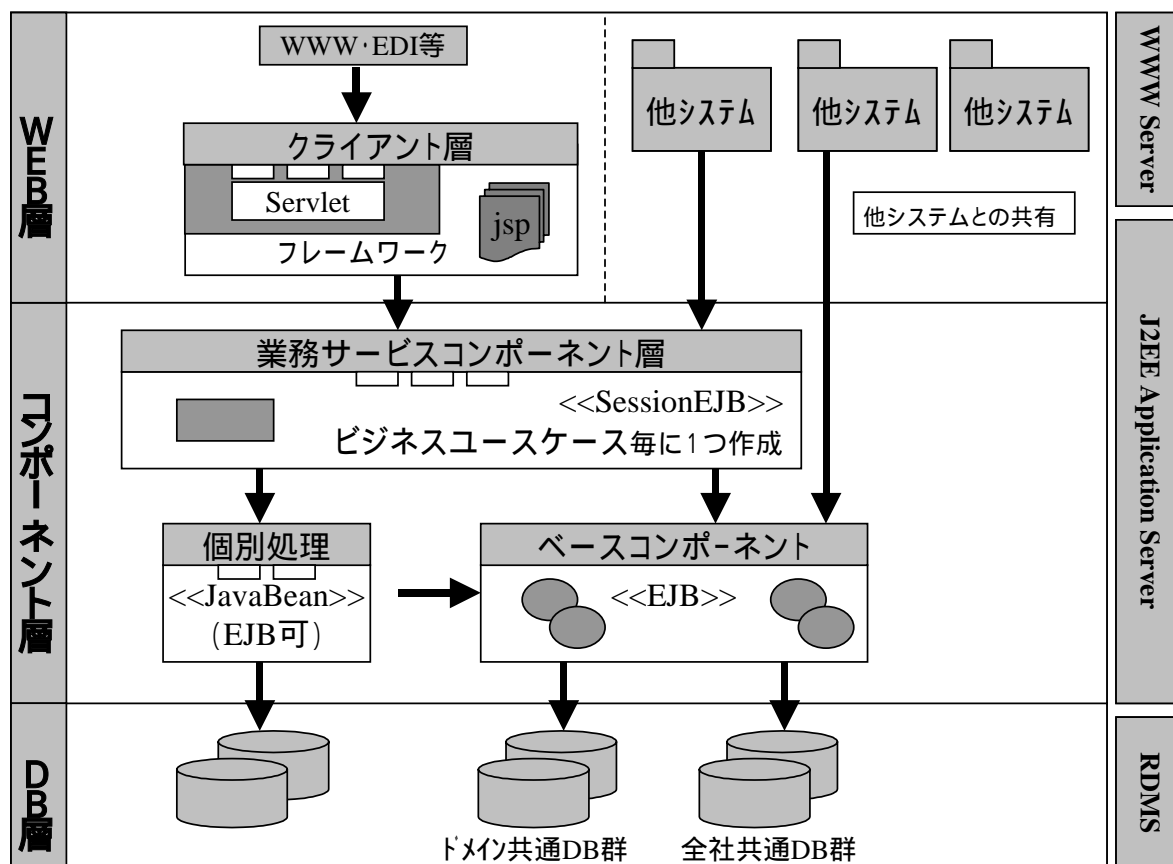 WEB層
WWW・EDI等
クライアント層
Servlet
jsp
フレームワーク
他システム
他システム
他システム
他システムとの共有
WWW Server
コンポーネント層
業務サービスコンポーネント層
<<SessionEJB>>
ビジネスユースケース毎に1つ作成
個別処理
<<JavaBean>>
(EJB可)
ベースコンポーネント
<<EJB>>
J2EE Application Server
DB層
ドメイン共通DB群
全社共通DB群
RDMS